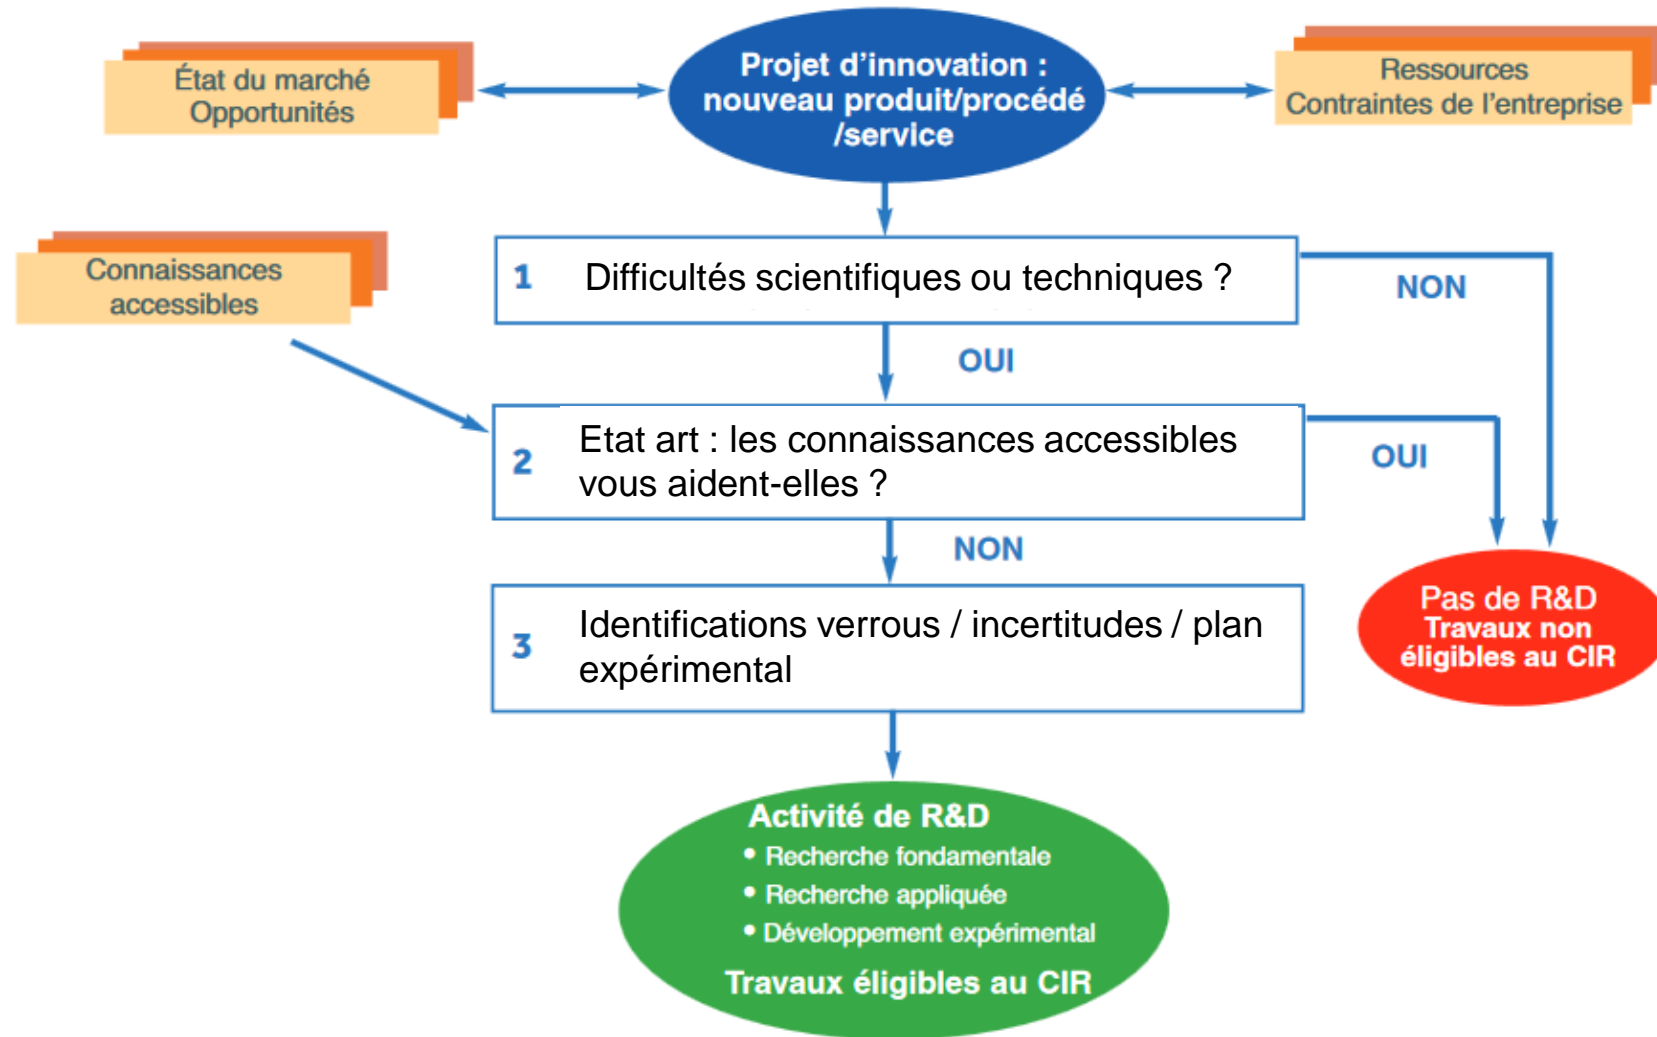 État du marché
Opportunités
Projet d'innovation :
nouveau produit/procédé
/service
Ressources
Contraintes de l'entreprise
Connaissances
accessibles
1 Difficultés scientifiques ou techniques ?
NON
OUI
2 Etat art : les connaissances accessibles
vous aident-elles ?
OUI
NON
3 Identifications verrous / incertitudes / plan
expérimental
Pas de R&D
Travaux non
éligibles au CIR
Activité de R&D
• Recherche fondamentale
• Recherche appliquée
• Développement expérimental
Travaux éligibles au CIR